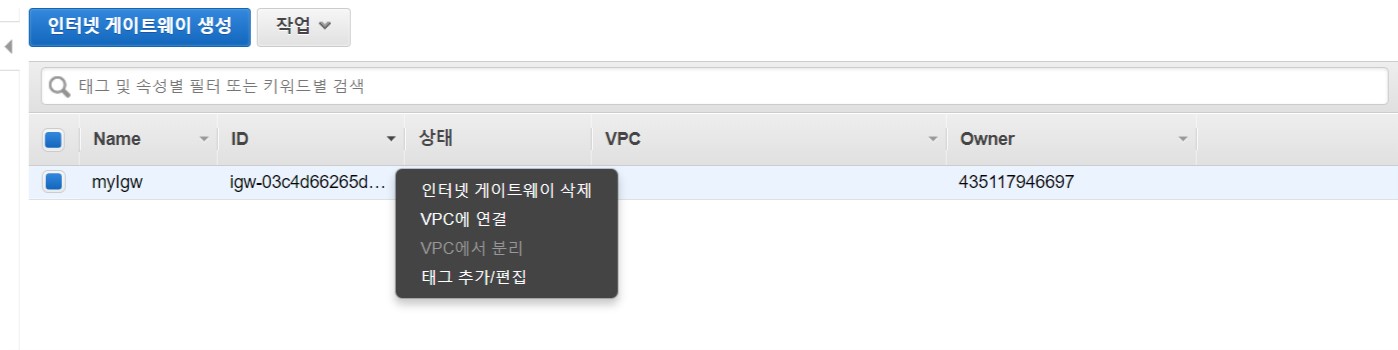 인터넷 게이트웨이 생성 작업
태그 및 속성별 필터 또는 키워드별 검색
Name ID 상태 VPC Owner
myIgw igw-03c4d66265d... 435117946697
인터넷 게이트웨이 삭제
VPC에 연결
VPC에서 분리
태그 추가/편집